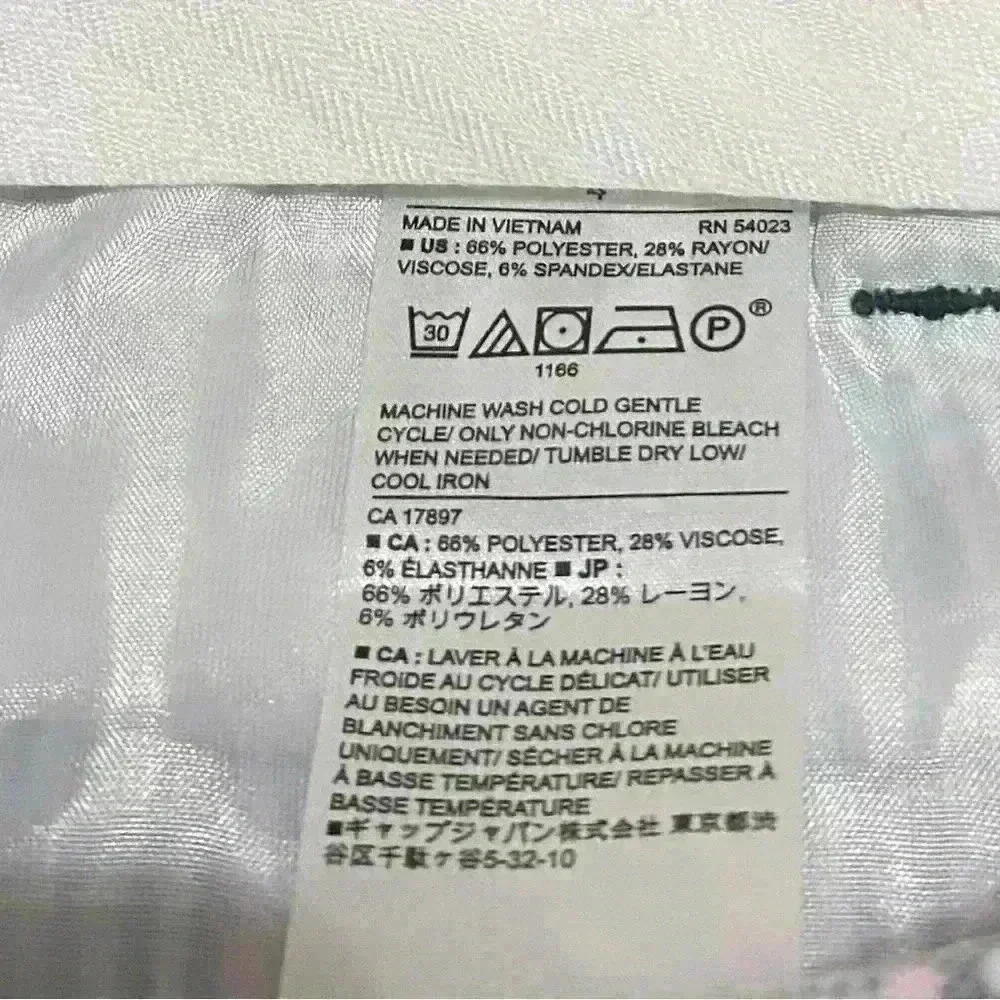 MADE IN VIETNAM RN 54023
■ US : 66% POLYESTER, 28% RAYON/
VISCOSE, 6% SPANDEX/ELASTANE
30 P ®
1166
MACHINE WASH COLD GENTLE
CYCLE/ ONLY NON-CHLORINE BLEACH
WHEN NEEDED/ TUMBLE DRY LOW/
COOL IRON
CA 17897
■ CA : 66% POLYESTER, 28% VISCOSE,
6% ÉLASTHANNE ■ JP :
66% ポリエステル, 28% レーヨン,
6% ポリウレタン
■ CA : LAVER À LA MACHINE À L'EAU
FROIDE AU CYCLE DÉLICAT/ UTILISER
AU BESOIN UN AGENT DE
BLANCHIMENT SANS CHLORE
UNIQUEMENT/ SÉCHER À LA MACHINE
À BASSE TEMPÉRATURE/ REPASSER À
BASSE TEMPÉRATURE
■ギャップジャパン株式会社 東京都渋
谷区千駄ヶ谷5-32-10